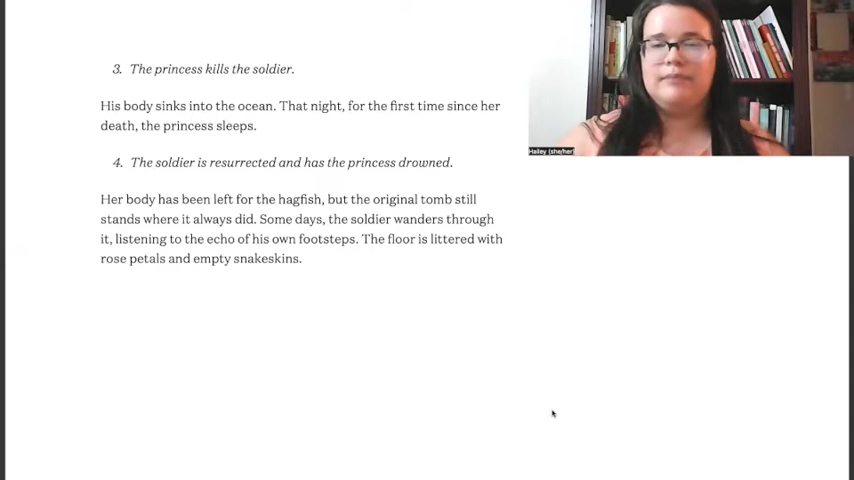 3. The princess kills the soldier.
His body sinks into the ocean. That night, for the first time since her
death, the princess sleeps.
4. The soldier is resurrected and has the princess drowned.
Her body has been left for the hagfish, but the original tomb still
stands where it always did. Some days, the soldier wanders through
it, listening to the echo of his own footsteps. The floor is littered with
rose petals and empty snakeskins.
Hailey (she/her)